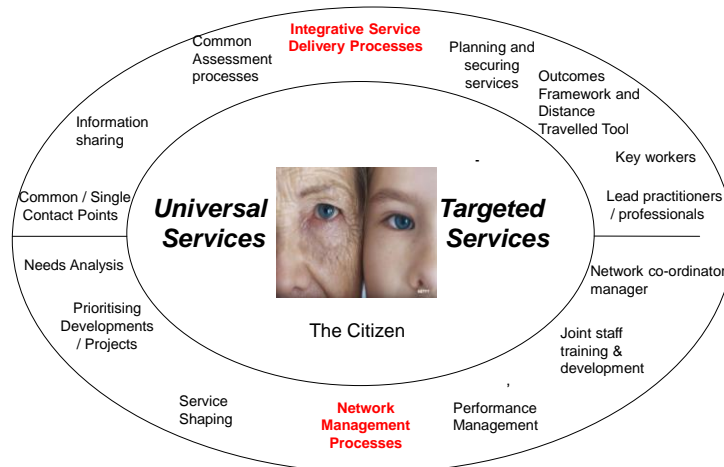 Integrative Service
Delivery Processes
Common
Assessment
processes
Planning and
securing
services
Outcomes
Framework and
Distance
Travelled Tool
Information
sharing
Key workers
Common / Single
Contact Points
Lead practitioners
/ professionals
Universal
Services
Targeted
Services
The Citizen
Needs Analysis
Network co-ordinator
manager
Prioritising
Developments
/ Projects
Joint staff
training &
development
Service
Shaping
Network
Management
Processes
Performance
Management